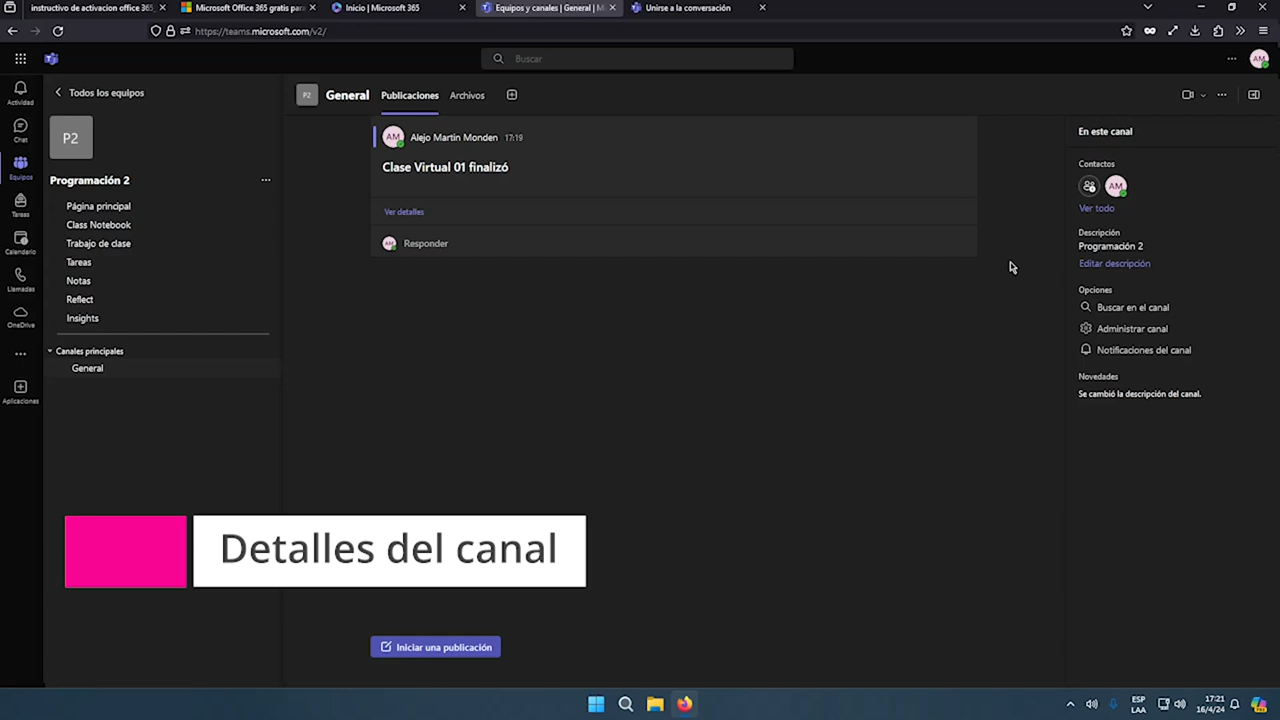 instructivo de activacion office 365
Microsoft Office 365 gratis para
Inicio | Microsoft 365
Equipos y canales | General | M
Unirse a la conversación
https://teams.microsoft.com/v2/
Buscar
AM
Actividad
Chat
Equipos
Tareas
Calendario
Llamadas
OneDrive
Aplicaciones
Todos los equipos
P2
Programación 2
Página principal
Class Notebook
Trabajo de clase
Tareas
Notas
Reflect
Insights
Canales principales
General
P2
General
Publicaciones
Archivos
AM
Alejo Martin Monden
17:19
Clase Virtual 01 finalizó
Ver detalles
AM
Responder
Iniciar una publicación
En este canal
Contactos
AM
Ver todo
Descripción
Programación 2
Editar descripción
Opciones
Buscar en el canal
Administrar canal
Notificaciones del canal
Novedades
Se cambió la descripción del canal.
Detalles del canal
ESP
LAA
17:21
16/4/24